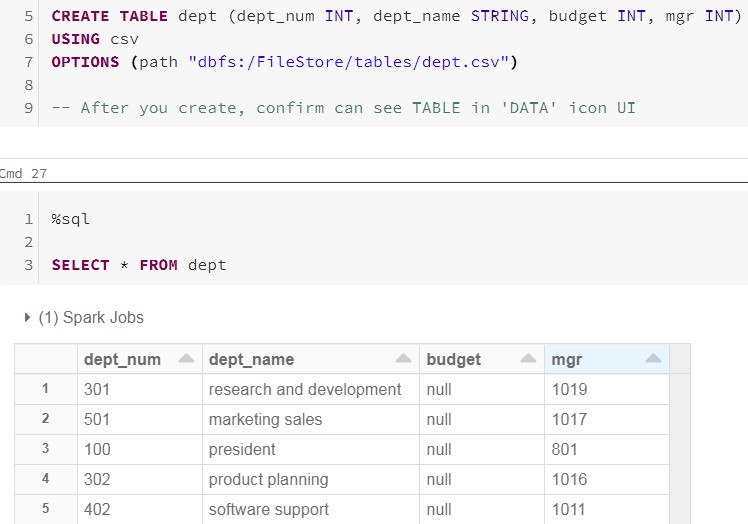 5 CREATE TABLE dept (dept_num INT, dept_name STRING, budget INT, mgr INT)
6 USING csv
7 OPTIONS (path "dbfs:/FileStore/tables/dept.csv")
8
9 -- After you create, confirm can see TABLE in 'DATA' icon UI
Cmd 27
1 %sql
2
3 SELECT * FROM dept
(1) Spark Jobs
dept_num dept_name budget mgr
1 301 research and development null 1019
2 501 marketing sales null 1017
3 100 president null 801
4 302 product planning null 1016
5 402 software support null 1011